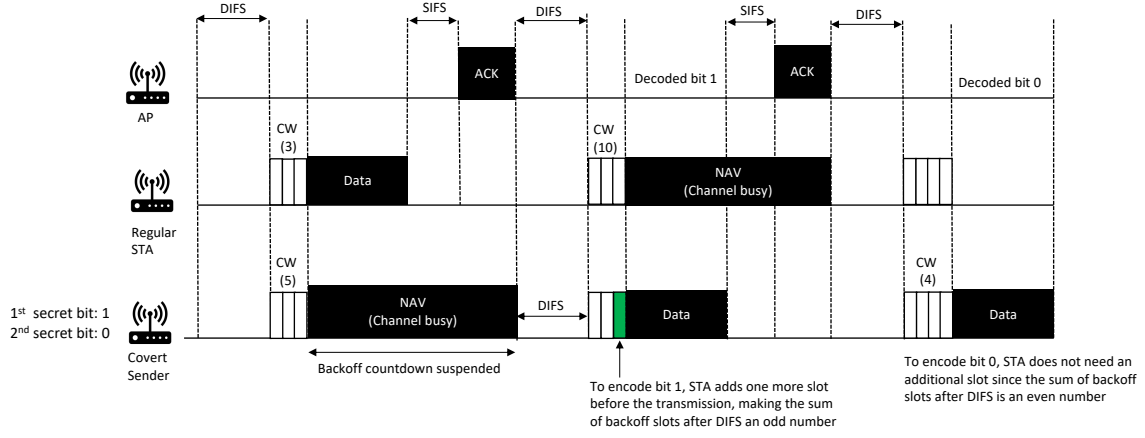 DIFS
SIFS
DIFS
SIFS
DIFS
ACK
Decoded bit 1
ACK
Decoded bit 0
AP
CW
(3)
Data
CW
(10)
NAV
(Channel busy)
Regular
STA
CW
(5)
NAV
(Channel busy)
DIFS
Data
CW
(4)
Data
1st secret bit: 1
2nd secret bit: 0
Covert
Sender
Backoff countdown suspended
To encode bit 1, STA adds one more slot
before the transmission, making the sum
of backoff slots after DIFS an odd number
To encode bit 0, STA does not need an
additional slot since the sum of backoff
slots after DIFS is an even number